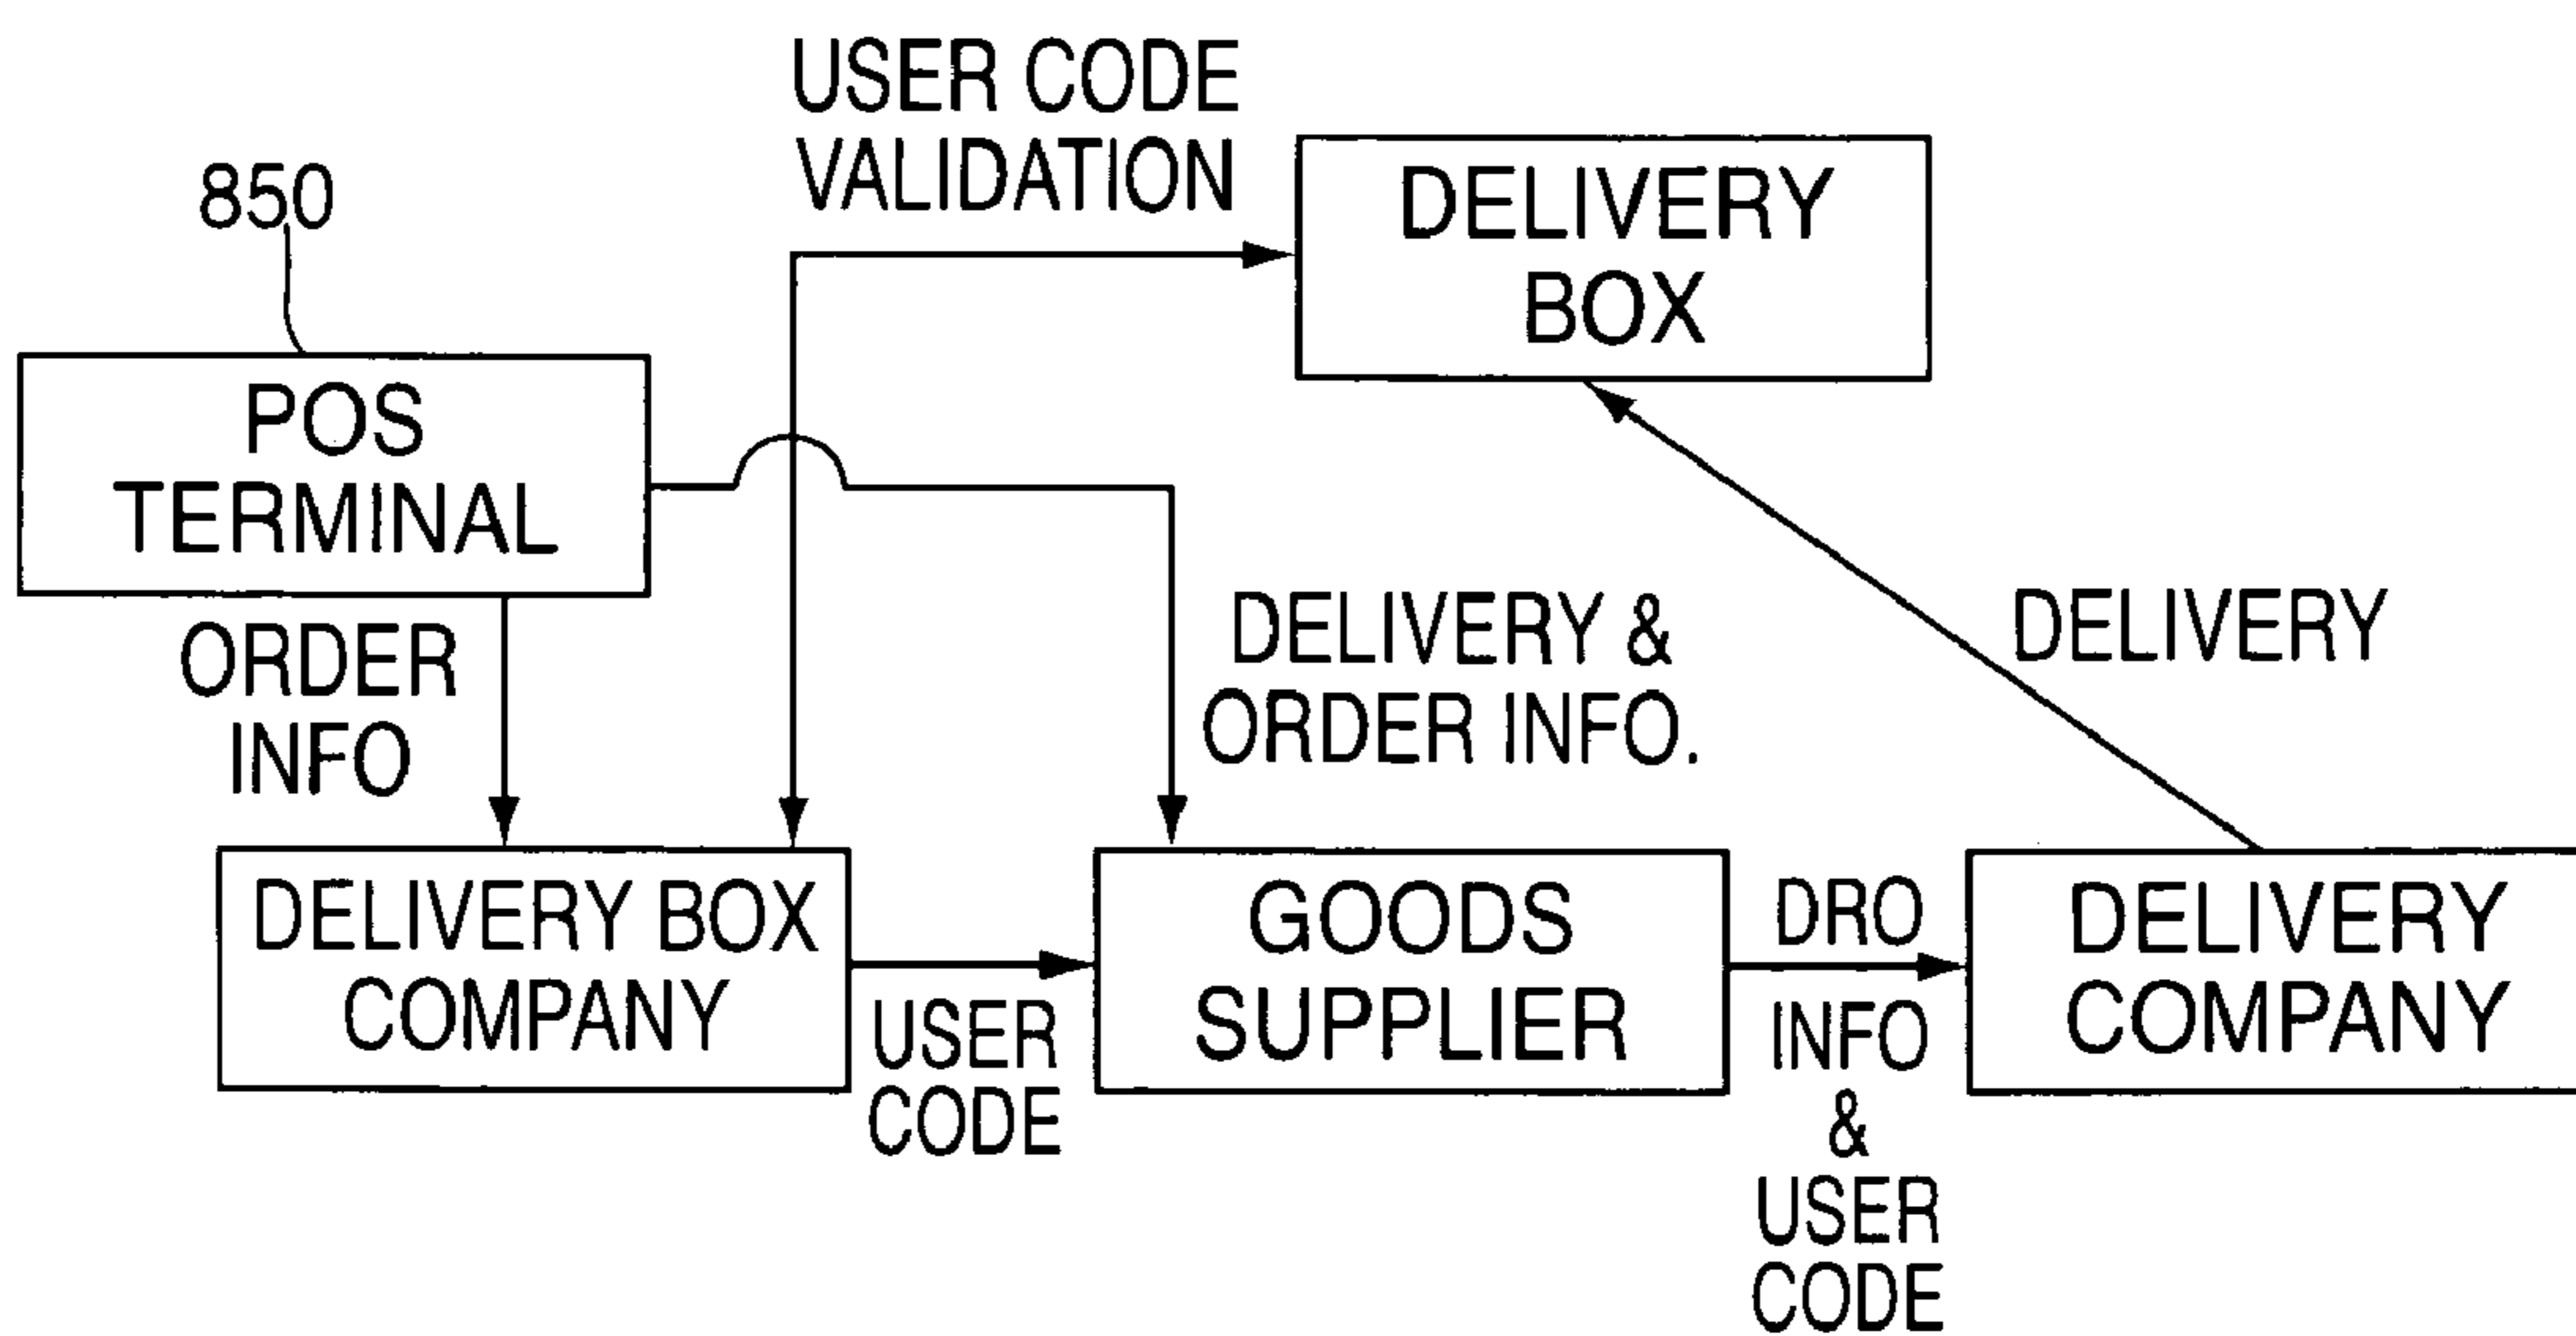 USER CODE
VALIDATION
850
DELIVERY
BOX
POS
TERMINAL
ORDER
INFO
DELIVERY &
ORDER INFO.
DELIVERY
DELIVERY BOX
COMPANY
USER
CODE
GOODS
SUPPLIER
DRO
INFO
&
USER
CODE
DELIVERY
COMPANY